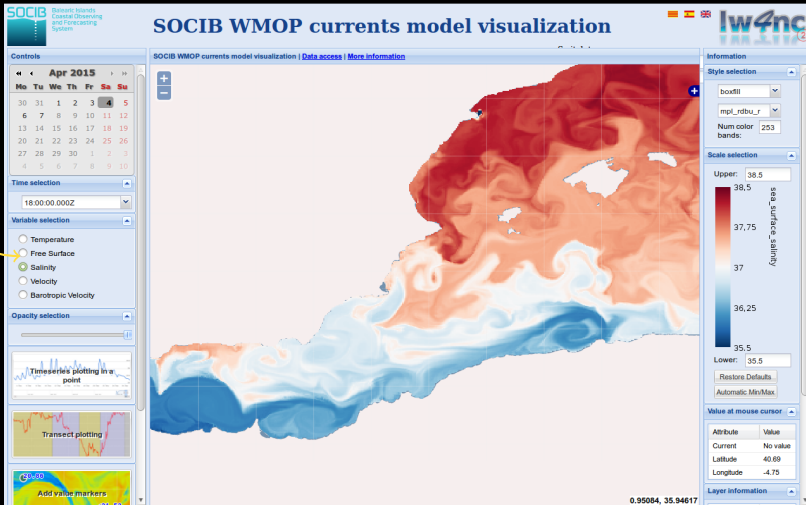 SOCIB
Balearic Islands
Coastal Observing
and Forecasting
System
SOCIB WMOP currents model visualization
lw4nc
2
Controls
SOCIB WMOP currents model visualization | Data access | More information
Information
Apr 2015
Mo Tu We Th Fr Sa Su
30 31 1 2 3 4 5
6 7 8 9 10 11 12
13 14 15 16 17 18 19
20 21 22 23 24 25 26
27 28 29 30 1 2 3
4 5 6 7 8 9 10
Time selection
18:00:00.000Z
Variable selection
Temperature
Free Surface
Salinity
Velocity
Barotropic Velocity
Opacity selection
Timeseries plotting in a
point
Transect plotting
Add value markers
+
−
+
0.95084, 35.94617
Style selection
boxfill
mpl_rdbu_r
Num color
bands: 253
Scale selection
Upper: 38.5
38,5
37,75
37
36,25
35.5
sea_surface_salinity
Lower: 35.5
Restore Defaults
Automatic Min/Max
Value at mouse cursor
Attribute Value
Current No value
Latitude 40.69
Longitude -4.75
Layer information